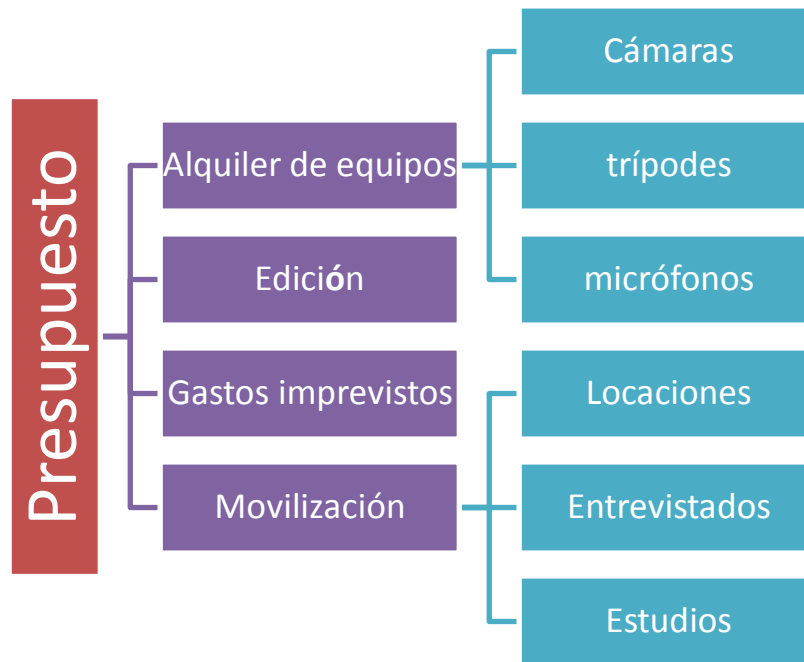 Presupuesto
Alquiler de equipos
Cámaras
trípodes
micrófonos
Edición
Gastos imprevistos
Movilización
Locaciones
Entrevistados
Estudios